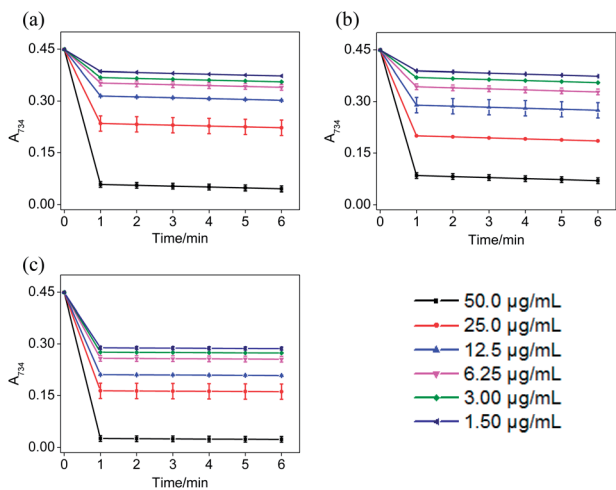 (a)
0.45
0.30
0.15
0.00
A734
0 1 2 3 4 5 6
Time/min
(b)
0.45
0.30
0.15
0.00
A734
0 1 2 3 4 5 6
Time/min
(c)
0.45
0.30
0.15
0.00
A734
0 1 2 3 4 5 6
Time/min
50.0 µg/mL
25.0 µg/mL
12.5 µg/mL
6.25 µg/mL
3.00 µg/mL
1.50 µg/mL